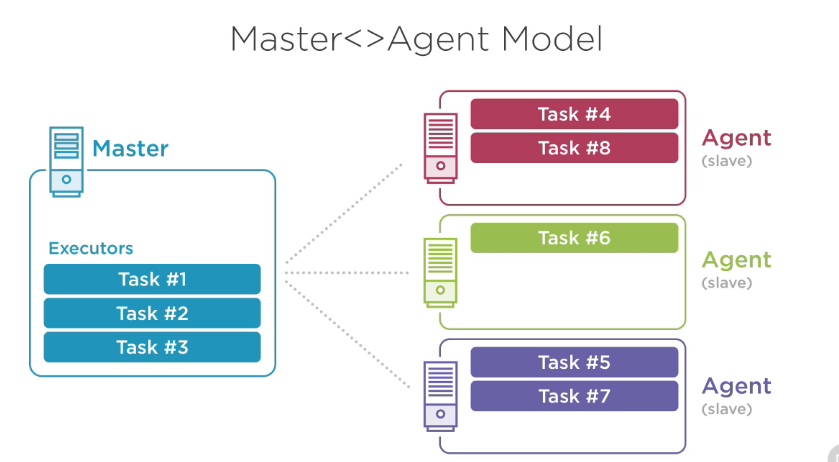 Master<>Agent Model
Master
Executors
Task #1
Task #2
Task #3
Task #4
Task #8
Agent
(slave)
Task #6
Agent
(slave)
Task #5
Task #7
Agent
(slave)